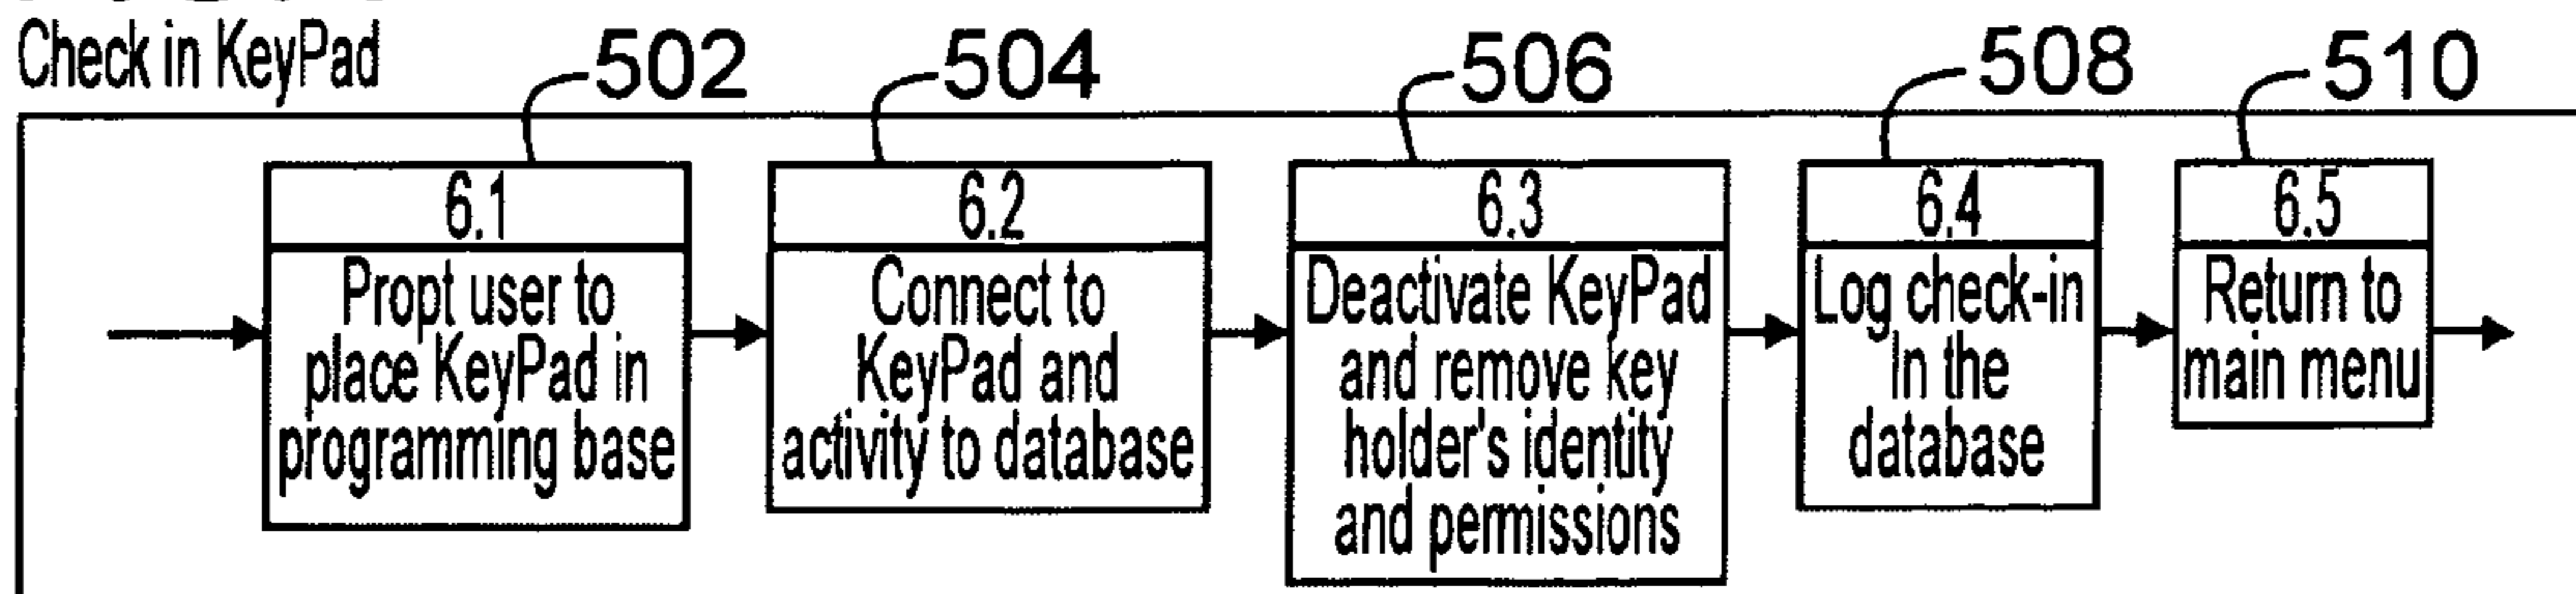 Check in KeyPad
502
504
506
508
510
6.1
Propt user to
place KeyPad in
programming base
6.2
Connect to
KeyPad and
activity to database
6.3
Deactivate KeyPad
and remove key
holder's identity
and permissions
6.4
Log check-in
in the
database
6.5
Return to
main menu